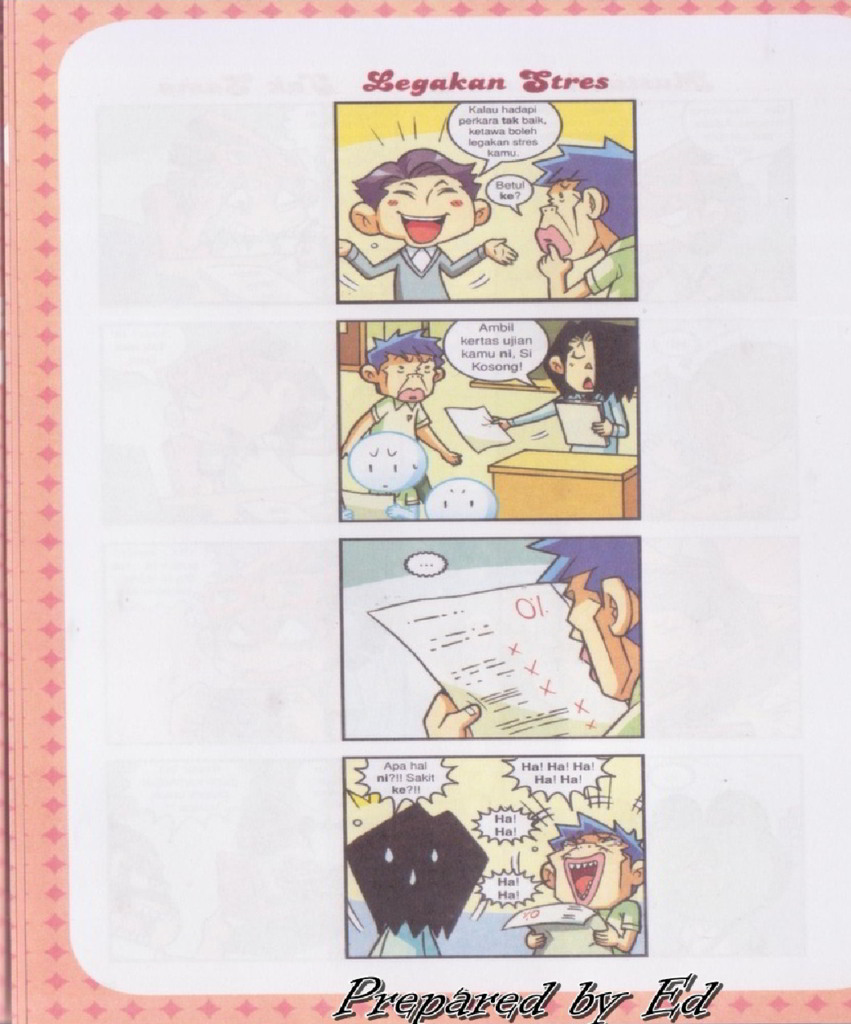 Legakan Stres
Kalau hadapi
perkara tak baik,
ketawa boleh
legakan stres
kamu.
Betul
ke?
Ambil
kertas ujian
kamu ni, Si
Kosong!
...
0%
Apa hal
ni?!! Sakit
ke?!!
Ha! Ha! Ha!
Ha! Ha!
Ha!
Ha!
Ha!
Ha!
Prepared by Ed